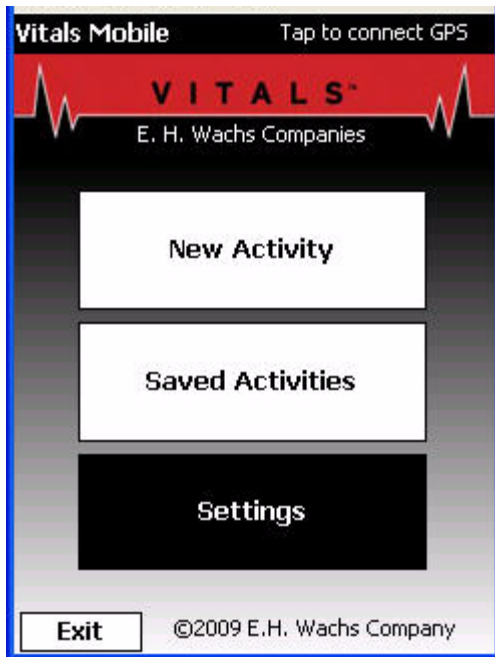 Vitals Mobile Tap to connect GPS
VITALS™
E. H. Wachs Companies
New Activity
Saved Activities
Settings
Exit ©2009 E.H. Wachs Company